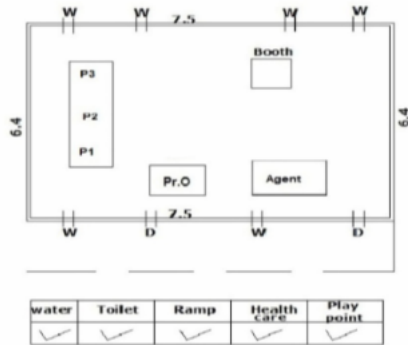 W W W W
7.5
Booth
P3
6.4 6.4
P2
P1
Pr.O Agent
7.5
W D W D
water Toilet Ramp Health care Play point